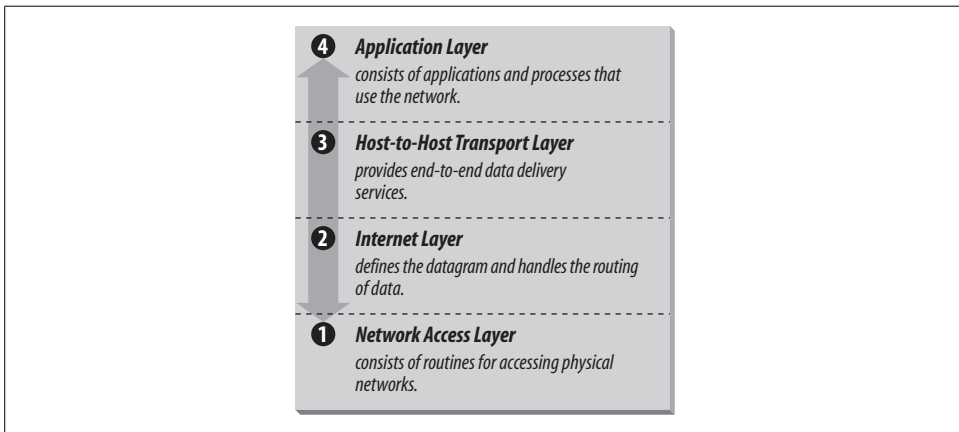 4 Application Layer
consists of applications and processes that
use the network.
3 Host-to-Host Transport Layer
provides end-to-end data delivery
services.
2 Internet Layer
defines the datagram and handles the routing
of data.
1 Network Access Layer
consists of routines for accessing physical
networks.